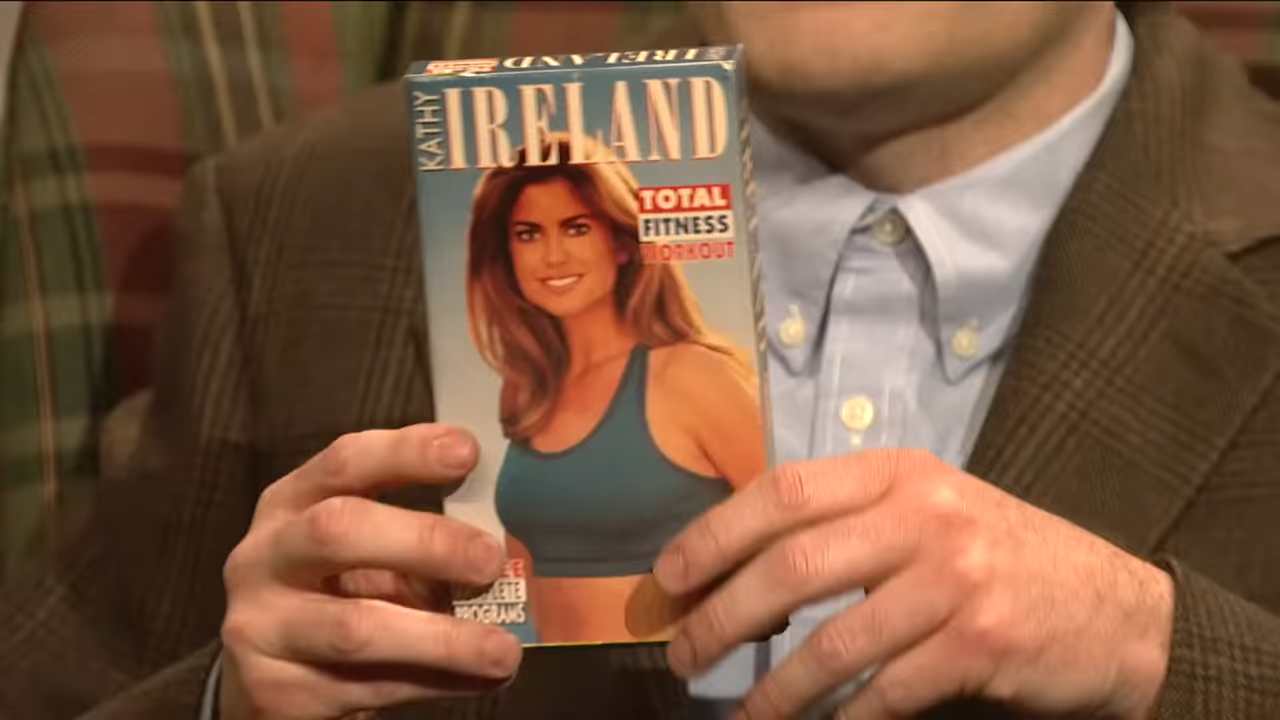 IRELAND
KATHY
IRELAND
TOTAL
FITNESS
WORKOUT
PROGRAMS